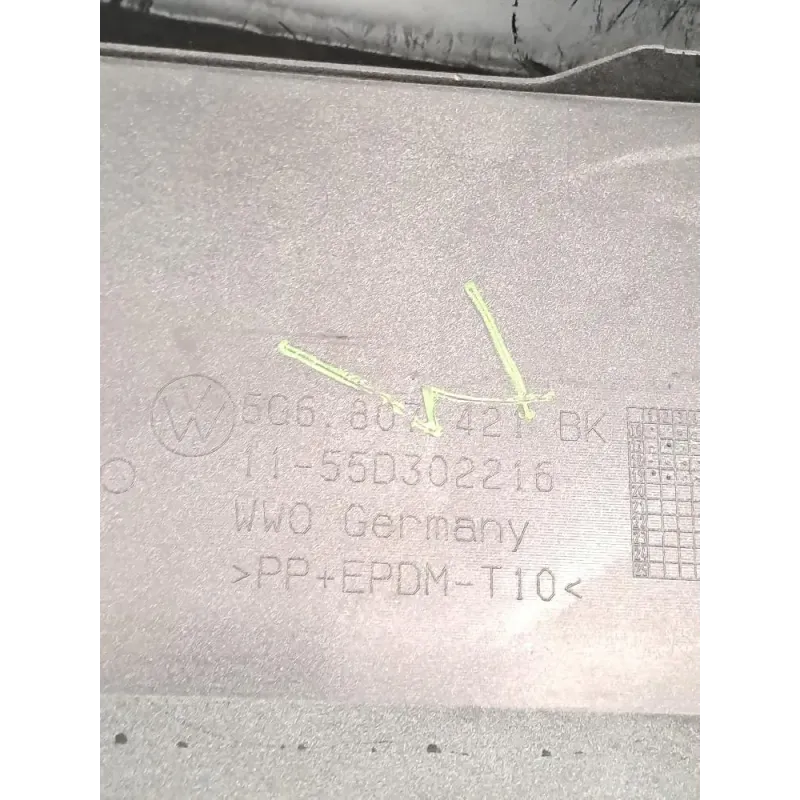 5G6.807.421 BK
11-55D302216
WWO Germany
>PP+EPDM-T10<